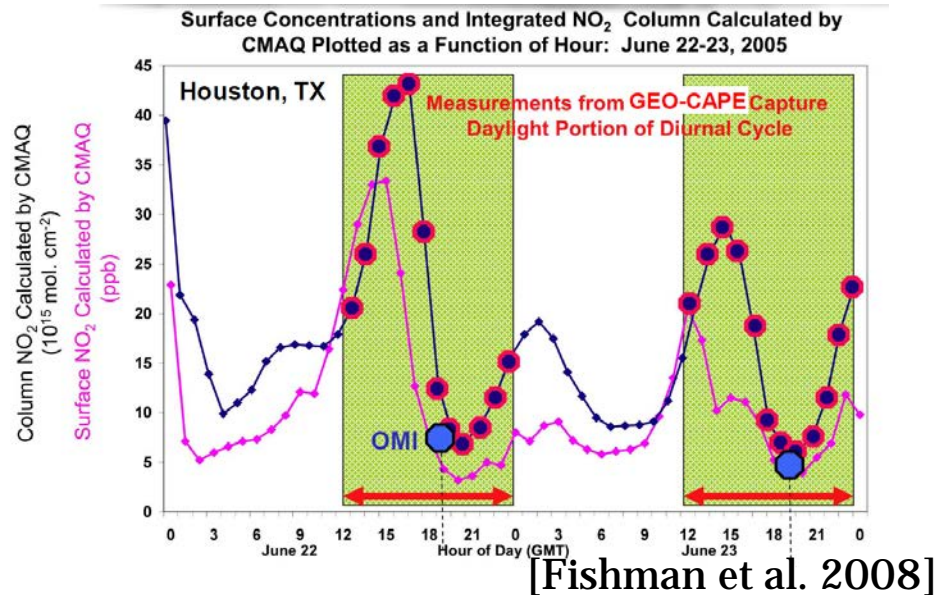 Surface Concentrations and Integrated NO₂ Column Calculated by
CMAQ Plotted as a Function of Hour: June 22-23, 2005
Column NO₂ Calculated by CMAQ
(10¹⁵ mol. cm⁻²)
Surface NO₂ Calculated by CMAQ
(ppb)
45
40
35
30
25
20
15
10
5
0
Houston, TX
Measurements from GEO-CAPE Capture
Daylight Portion of Diurnal Cycle
OMI
0 3 6 9 12 15 18 21 0 3 6 9 12 15 18 21 0
June 22 Hour of Day (GMT) June 23
[Fishman et al. 2008]